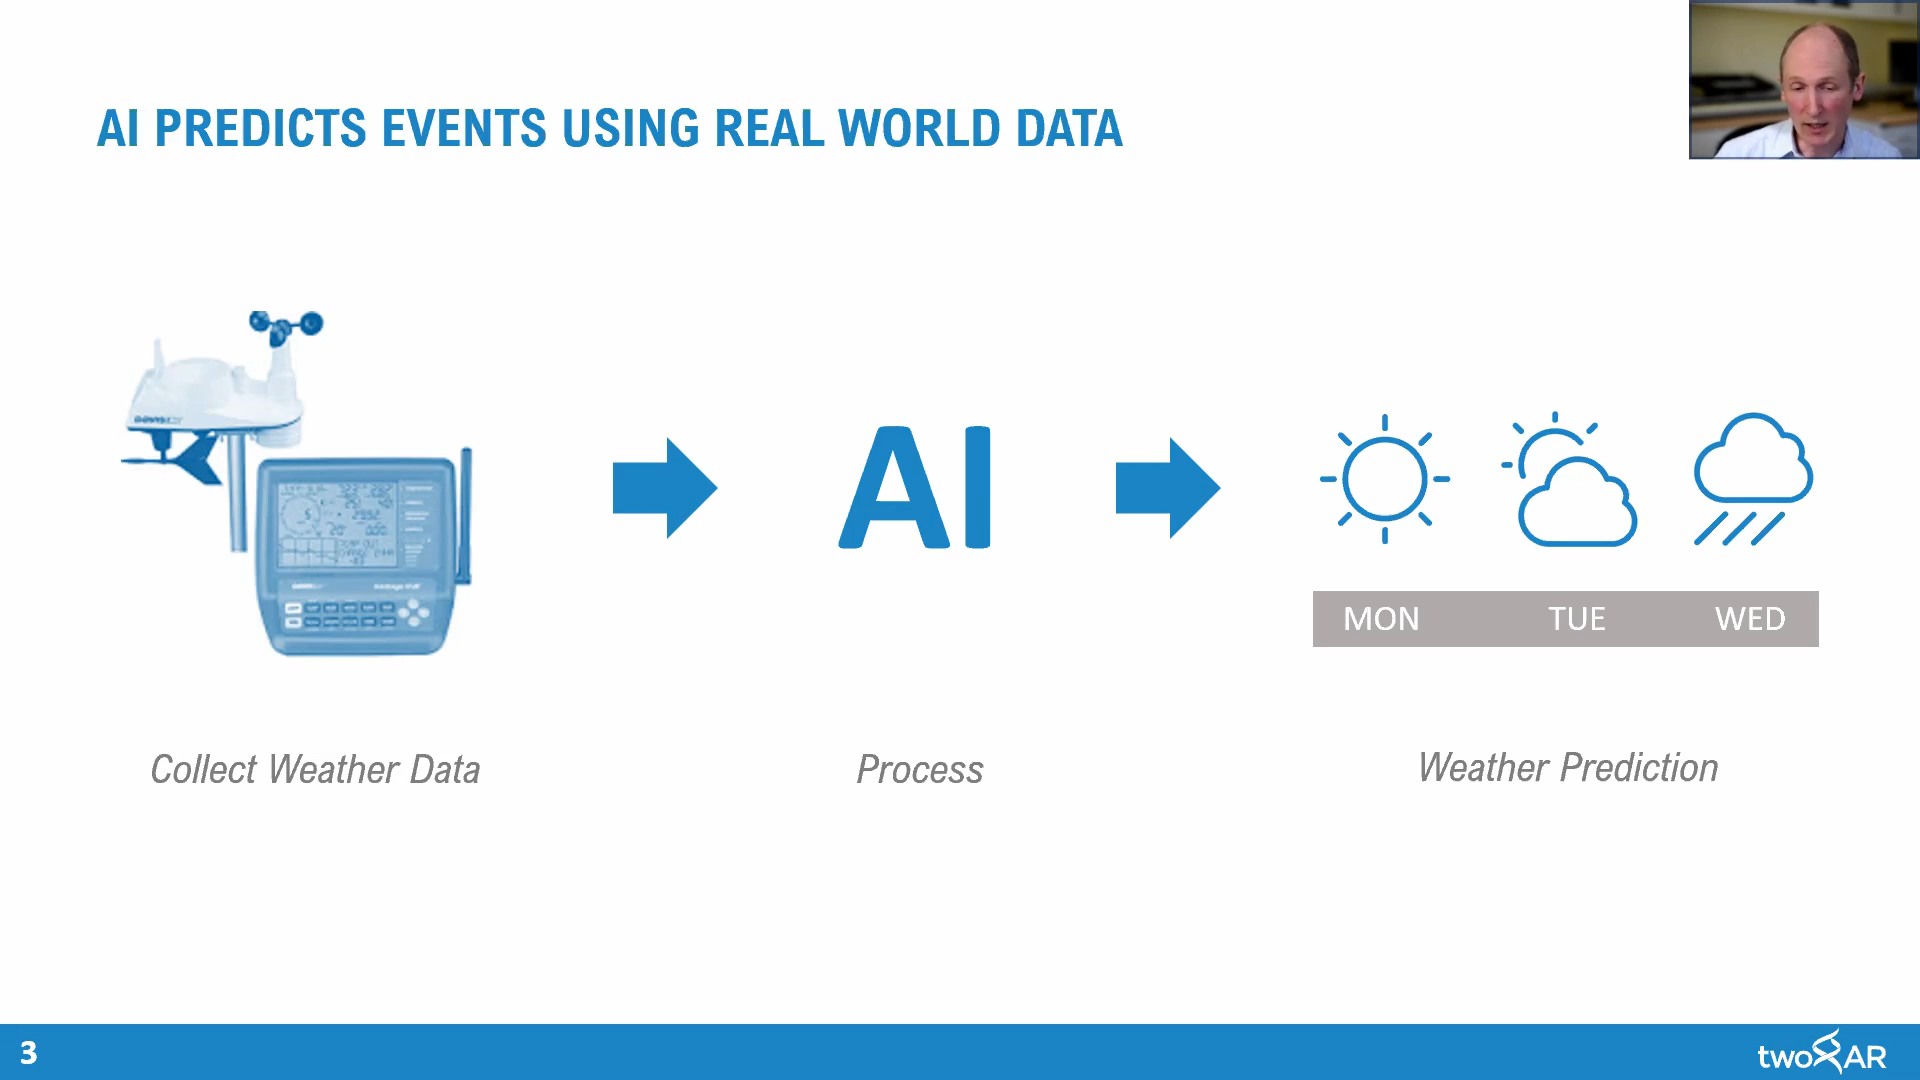 AI PREDICTS EVENTS USING REAL WORLD DATA
AI
MON TUE WED
Collect Weather Data
Process
Weather Prediction
3
twoXAR